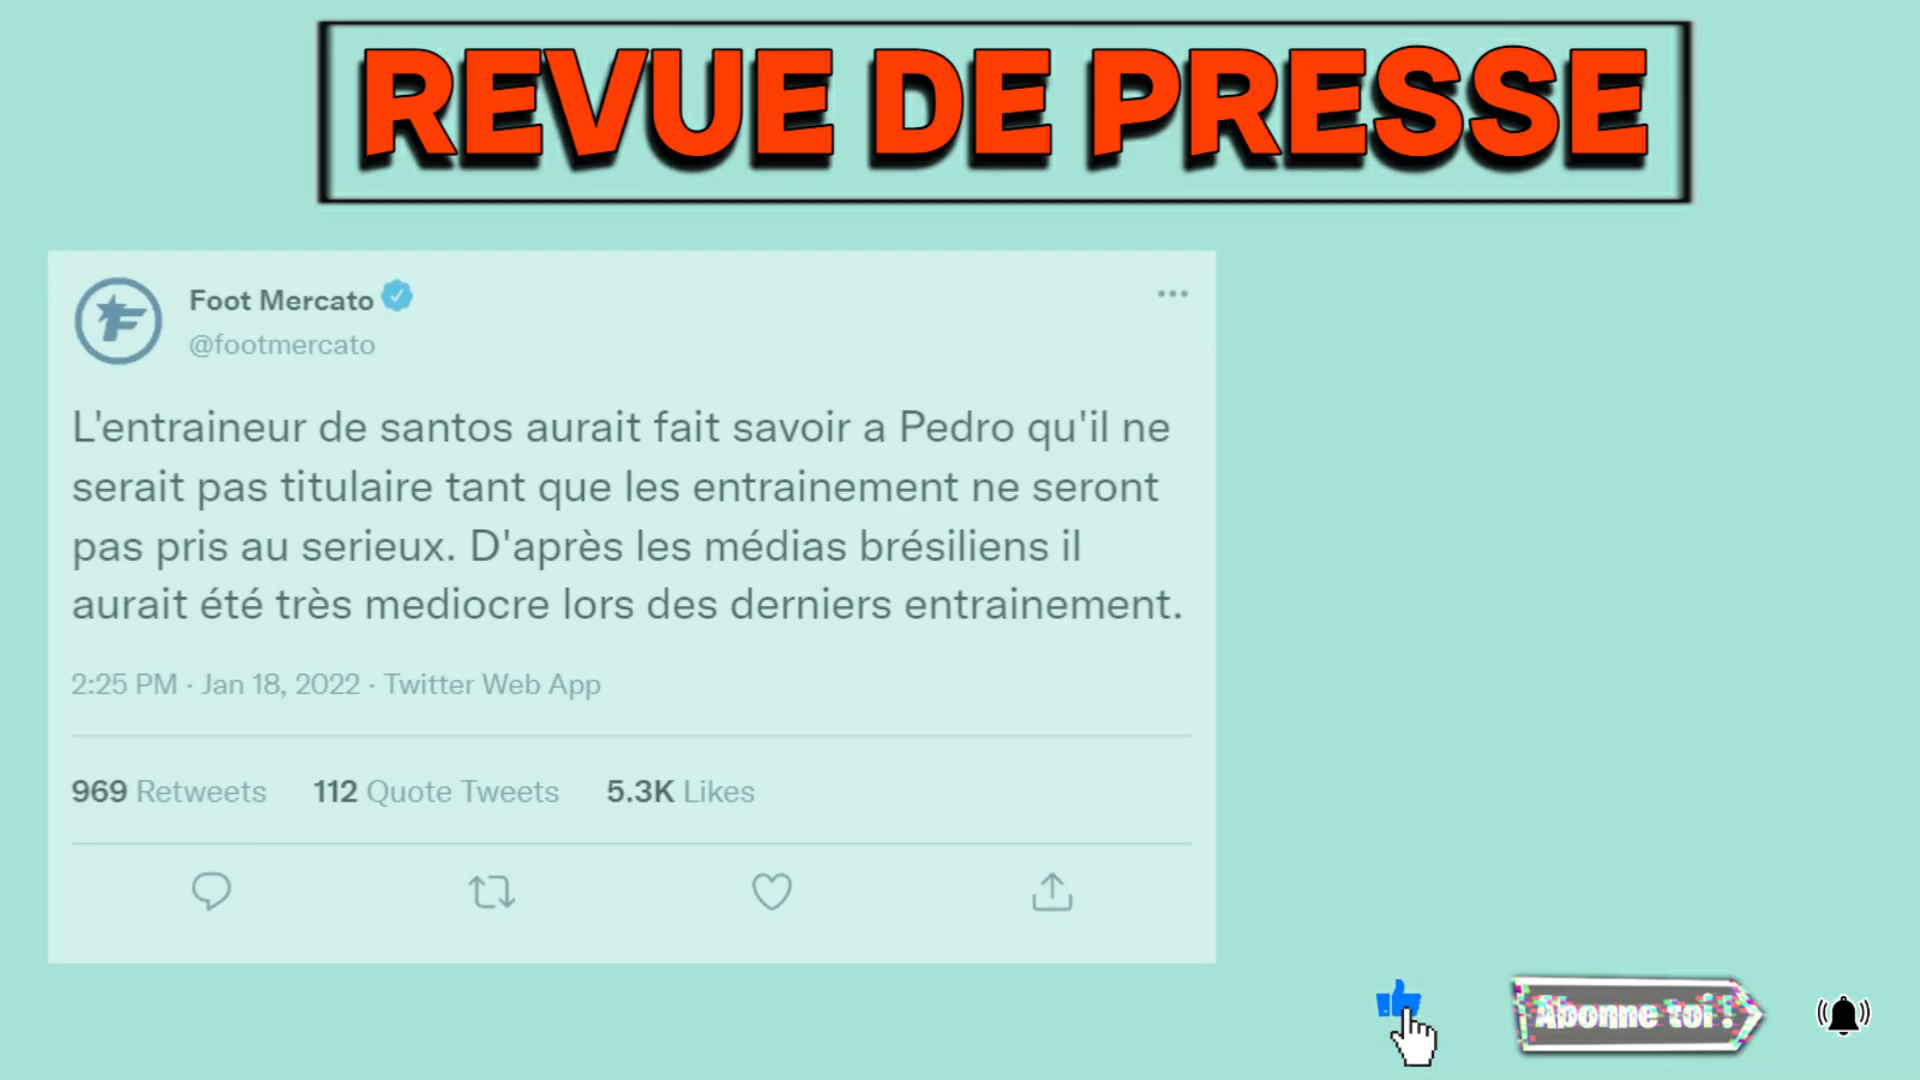 REVUE DE PRESSE
Foot Mercato
@footmercato
L'entraineur de santos aurait fait savoir a Pedro qu'il ne
serait pas titulaire tant que les entrainement ne seront
pas pris au serieux. D'après les médias brésiliens il
aurait été très mediocre lors des derniers entrainement.
2:25 PM · Jan 18, 2022 · Twitter Web App
969 Retweets 112 Quote Tweets 5.3K Likes
Abonne toi !